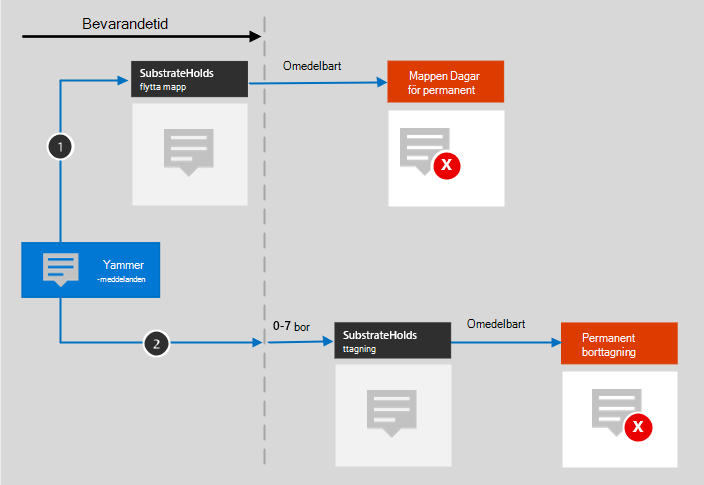 Bevarandetid
SubstrateHolds
flytta mapp
Omedelbart
Mappen Dagar
för permanent
X
1
Yammer
-meddelanden
2
0-7 bor
SubstrateHolds
ttagning
Omedelbart
Permanent
borttagning
X